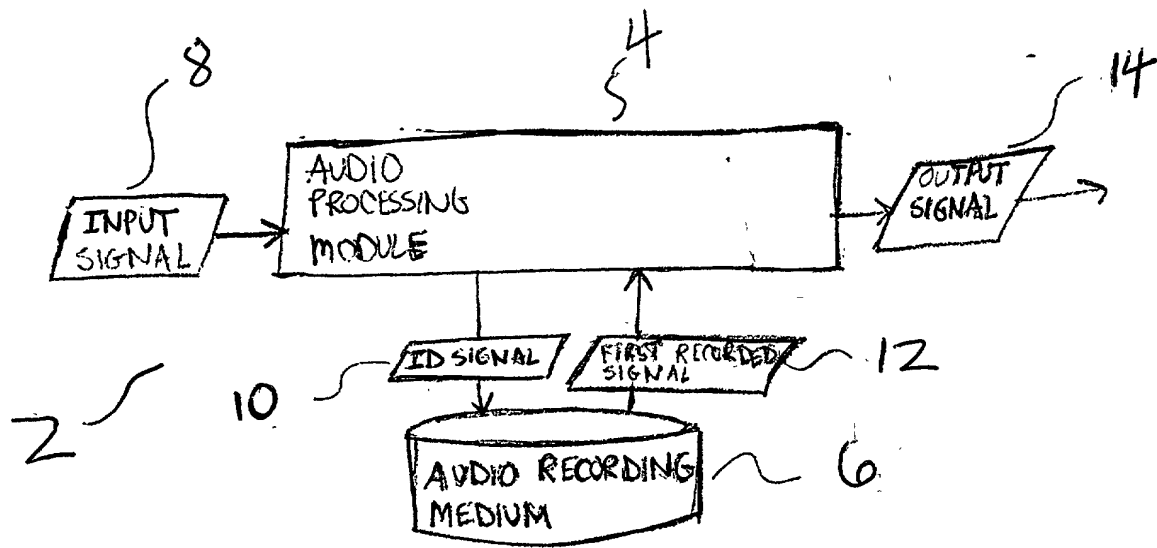 8
4
14
AUDIO
PROCESSING
MODULE
INPUT
SIGNAL
OUTPUT
SIGNAL
ID SIGNAL
FIRST RECORDED
SIGNAL
12
10
2
AUDIO RECORDING
MEDIUM
6